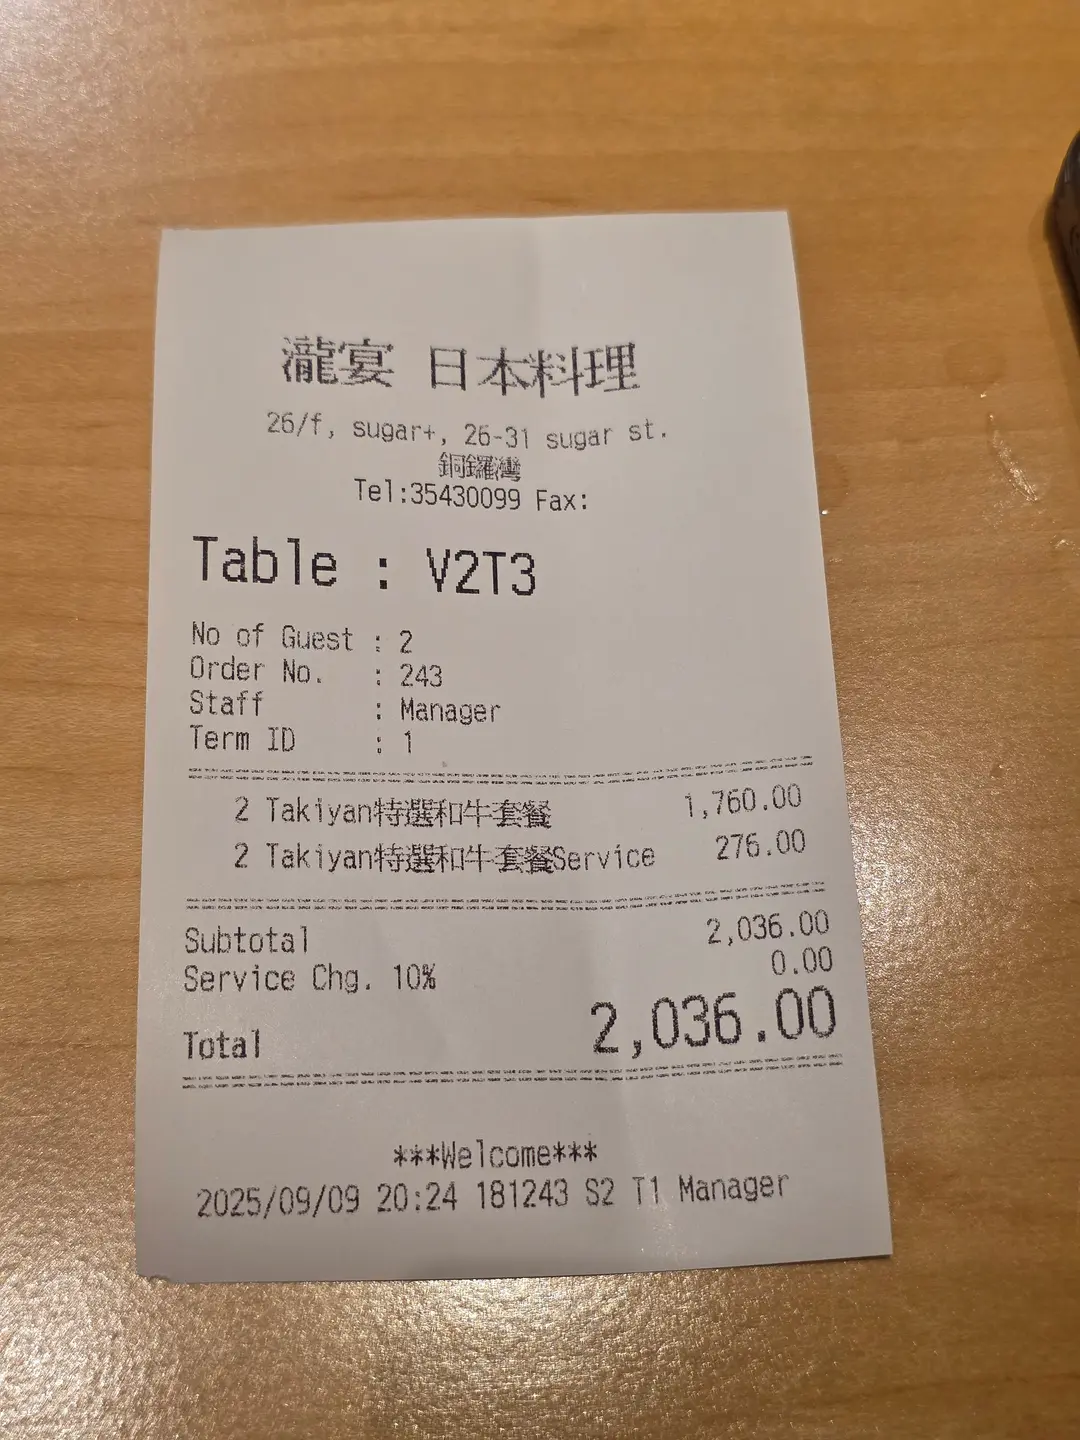 瀧宴 日本料理
26/f, sugar+, 26-31 sugar st.
銅鑼灣
Tel:35430099 Fax:
Table : V2T3
No of Guest : 2
Order No. : 243
Staff : Manager
Term ID : 1
2 Takiyan特選和牛套餐 1,760.00
2 Takiyan特選和牛套餐Service 276.00
Subtotal 2,036.00
Service Chg. 10% 0.00
Total 2,036.00
***Welcome***
2025/09/09 20:24 181243 S2 T1 Manager